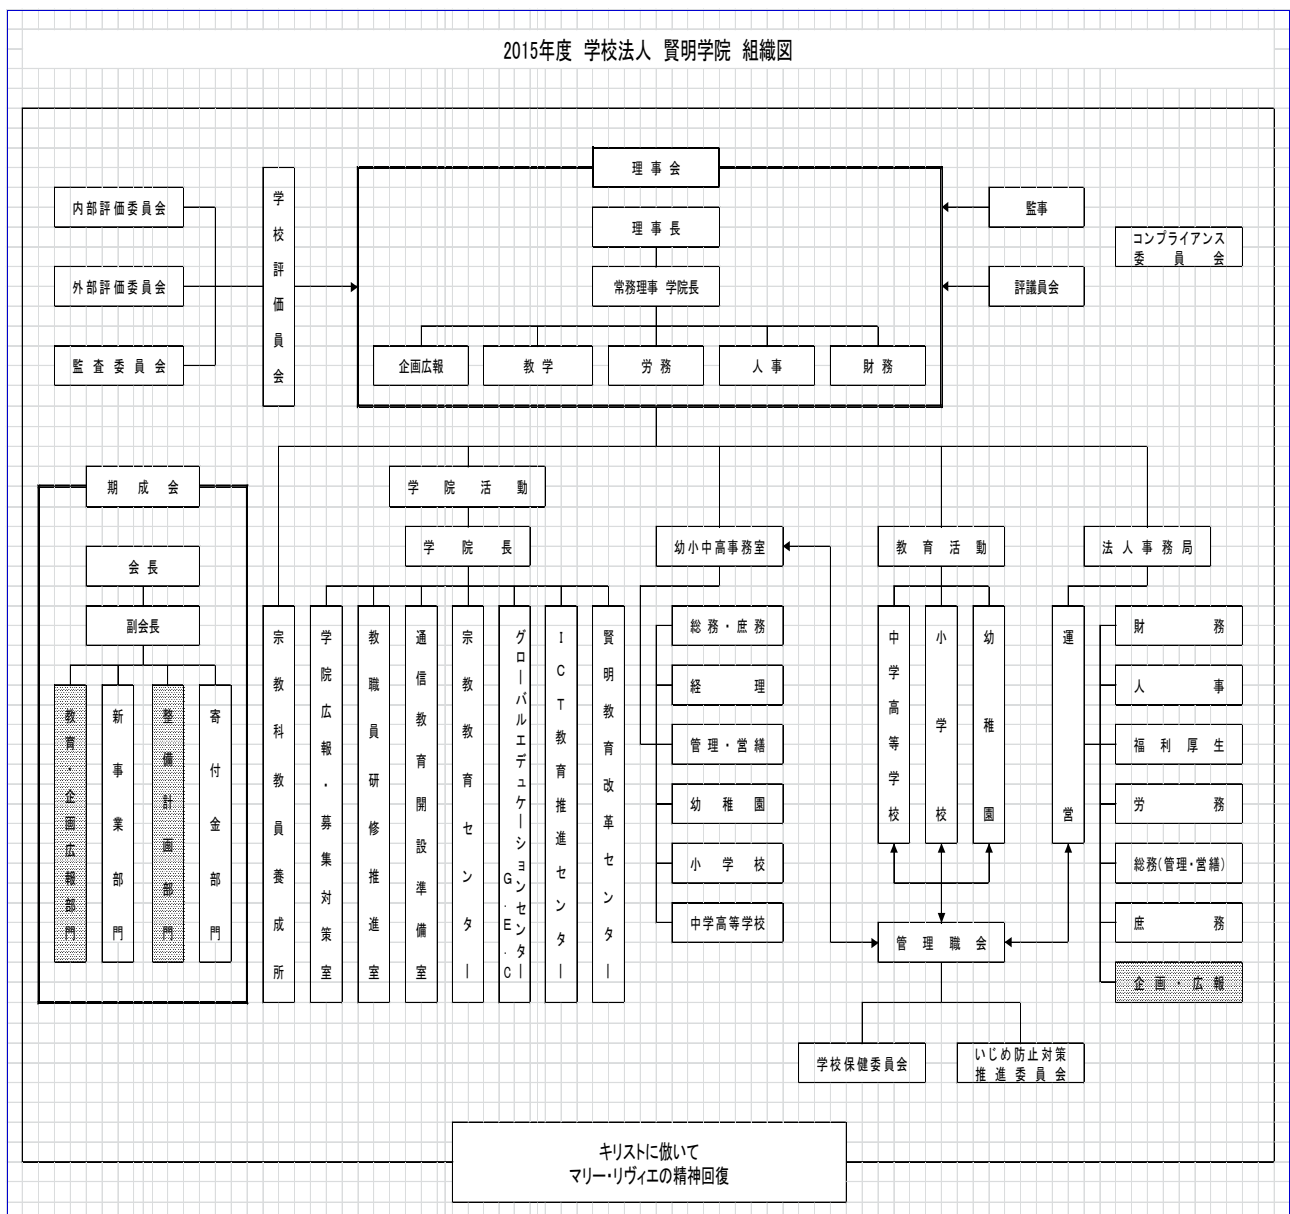 2015年度 学校法人 賢明学院 組織図
理事会
内部評価委員会
学校評価員会
理事長
監事
コンプライアンス
委員会
外部評価委員会
常務理事 学院長
評議員会
監査委員会
企画広報
教学
労務
人事
財務
期成会
学院活動
会長
学院長
幼小中高事務室
教育活動
法人事務局
副会長
教育・企画広報部門
新事業部門
整備計画部門
寄付金部門
宗教科教員養成所
学院広報・募集対策室
教職員研修推進室
通信教育開設準備室
宗教教育センター
グローバルエデュケーションセンター
G.E.C
ICT教育推進センター
賢明教育改革センター
総務・庶務
経理
管理・営繕
幼稚園
小学校
中学高等学校
中学高等学校
小学校
幼稚園
運営
財務
人事
福利厚生
労務
総務(管理・営繕)
庶務
企画・広報
管理職会
学校保健委員会
いじめ防止対策
推進委員会
キリストに倣いて
マリー・リヴィエの精神回復